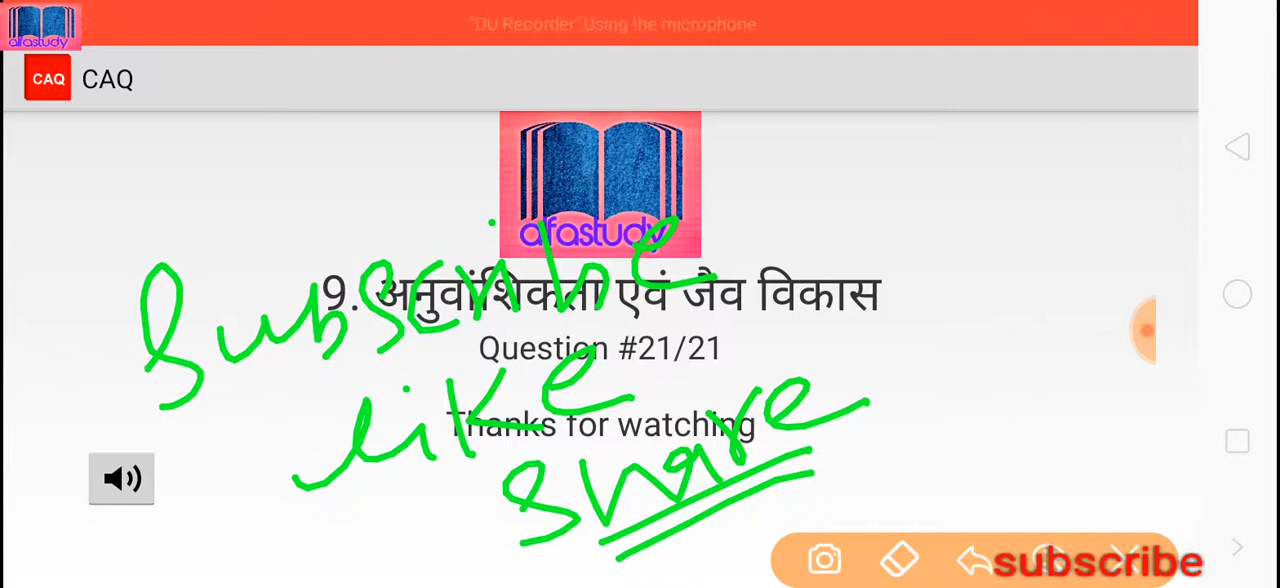 "DU Recorder",Using the microphone
alfastudy
CAQ CAQ
alfastudy
9. अनुवांशिकता एवं जैव विकास
Question #21/21
Thanks for watching
Subscribe
like
share
subscribe